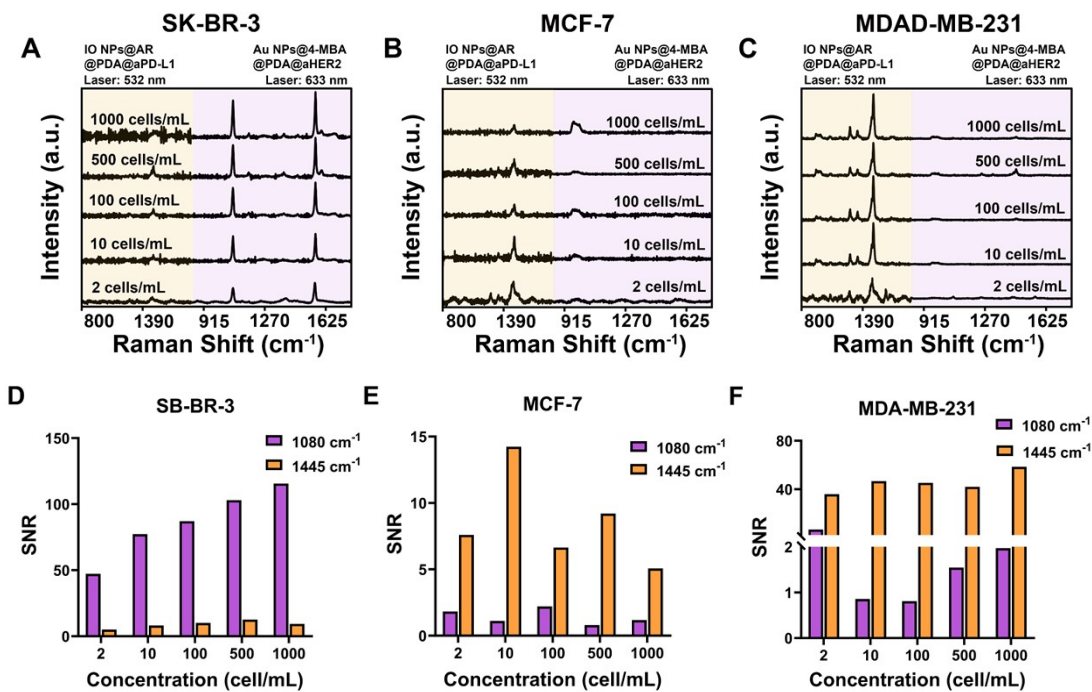 SK-BR-3
A
IO NPs@AR
@PDA@aPD-L1
Laser: 532 nm
Au NPs@4-MBA
@PDA@aHER2
Laser: 633 nm
1000 cells/mL
500 cells/mL
100 cells/mL
10 cells/mL
2 cells/mL
Intensity (a.u.)
800 1390 915 1270 1625
Raman Shift (cm⁻¹)
MCF-7
B
IO NPs@AR
@PDA@aPD-L1
Laser: 532 nm
Au NPs@4-MBA
@PDA@aHER2
Laser: 633 nm
1000 cells/mL
500 cells/mL
100 cells/mL
10 cells/mL
2 cells/mL
Intensity (a.u.)
800 1390 915 1270 1625
Raman Shift (cm⁻¹)
MDAD-MB-231
C
IO NPs@AR
@PDA@aPD-L1
Laser: 532 nm
Au NPs@4-MBA
@PDA@aHER2
Laser: 633 nm
1000 cells/mL
500 cells/mL
100 cells/mL
10 cells/mL
2 cells/mL
Intensity (a.u.)
800 1390 915 1270 1625
Raman Shift (cm⁻¹)
D
SB-BR-3
1080 cm⁻¹
1445 cm⁻¹
150
100
50
0
SNR
2 10 100 500 1000
Concentration (cell/mL)
E
MCF-7
1080 cm⁻¹
1445 cm⁻¹
15
10
5
0
SNR
2 10 100 500 1000
Concentration (cell/mL)
F
MDA-MB-231
1080 cm⁻¹
1445 cm⁻¹
80
40
2
1
0
SNR
2 10 100 500 1000
Concentration (cell/mL)